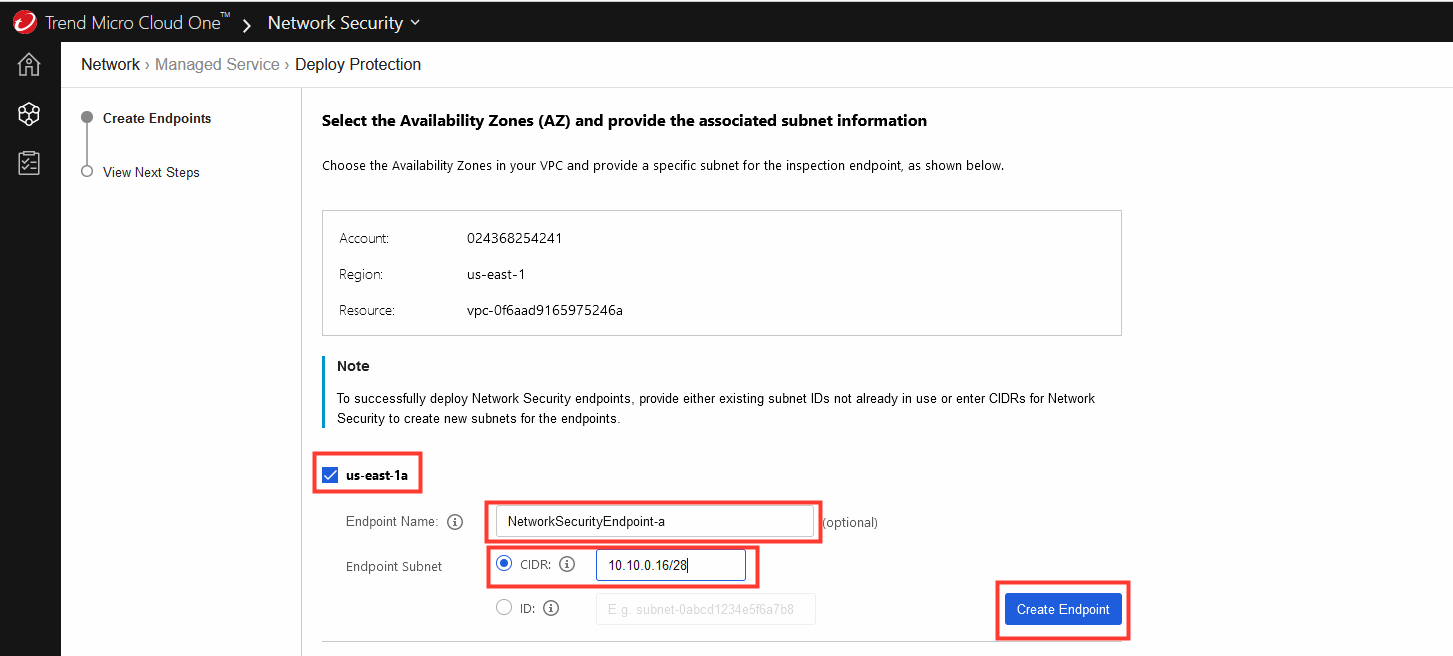 Trend Micro Cloud One™ › Network Security
Network › Managed Service › Deploy Protection
Create Endpoints
View Next Steps
Select the Availability Zones (AZ) and provide the associated subnet information
Choose the Availability Zones in your VPC and provide a specific subnet for the inspection endpoint, as shown below.
Account: 024368254241
Region: us-east-1
Resource: vpc-0f6aad9165975246a
Note
To successfully deploy Network Security endpoints, provide either existing subnet IDs not already in use or enter CIDRs for Network
Security to create new subnets for the endpoints.
us-east-1a
Endpoint Name: NetworkSecurityEndpoint-a (optional)
Endpoint Subnet CIDR: 10.10.0.16/28
ID: E.g. subnet-0abcd1234e5f6a7b8
Create Endpoint